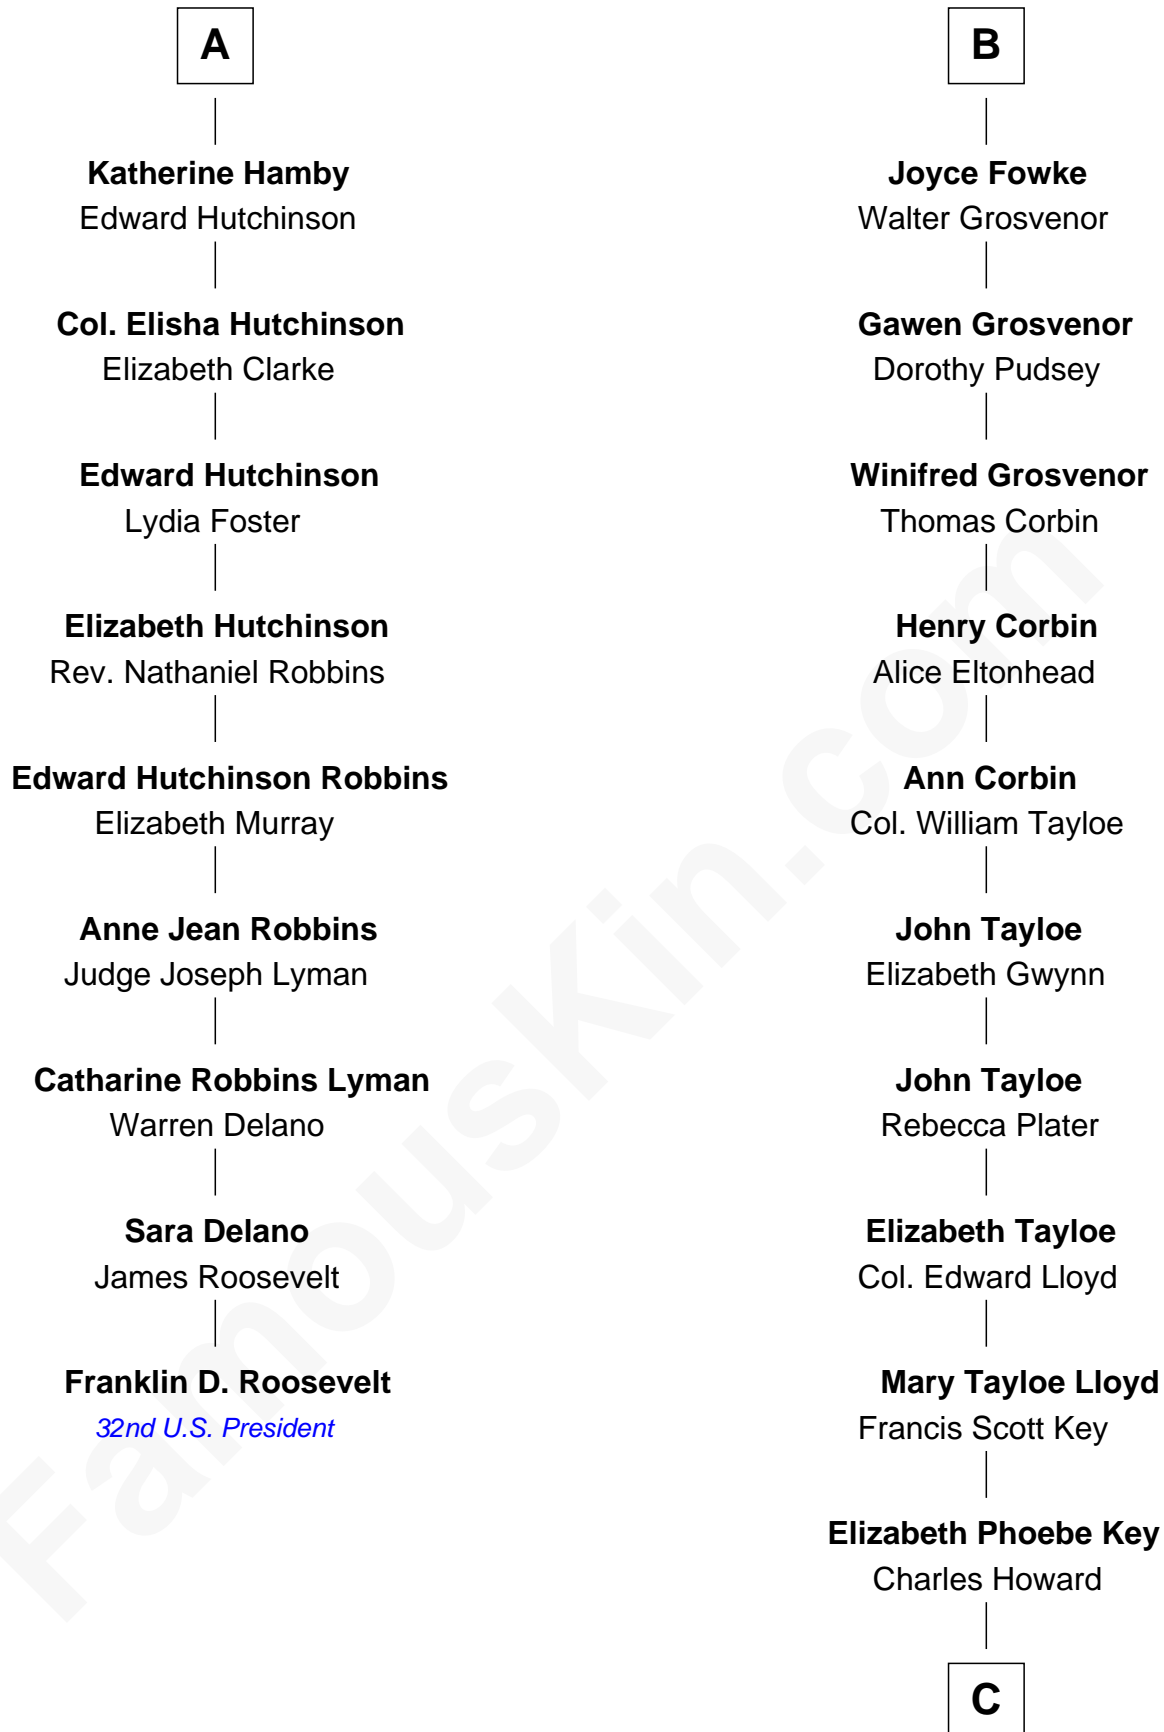 A
Katherine Hamby
Edward Hutchinson
Col. Elisha Hutchinson
Elizabeth Clarke
Edward Hutchinson
Lydia Foster
Elizabeth Hutchinson
Rev. Nathaniel Robbins
Edward Hutchinson Robbins
Elizabeth Murray
Anne Jean Robbins
Judge Joseph Lyman
Catharine Robbins Lyman
Warren Delano
Sara Delano
James Roosevelt
Franklin D. Roosevelt
32nd U.S. President
B
Joyce Fowke
Walter Grosvenor
Gawen Grosvenor
Dorothy Pudsey
Winifred Grosvenor
Thomas Corbin
Henry Corbin
Alice Eltonhead
Ann Corbin
Col. William Tayloe
John Tayloe
Elizabeth Gwynn
John Tayloe
Rebecca Plater
Elizabeth Tayloe
Col. Edward Lloyd
Mary Tayloe Lloyd
Francis Scott Key
Elizabeth Phoebe Key
Charles Howard
C
FamousKin.com